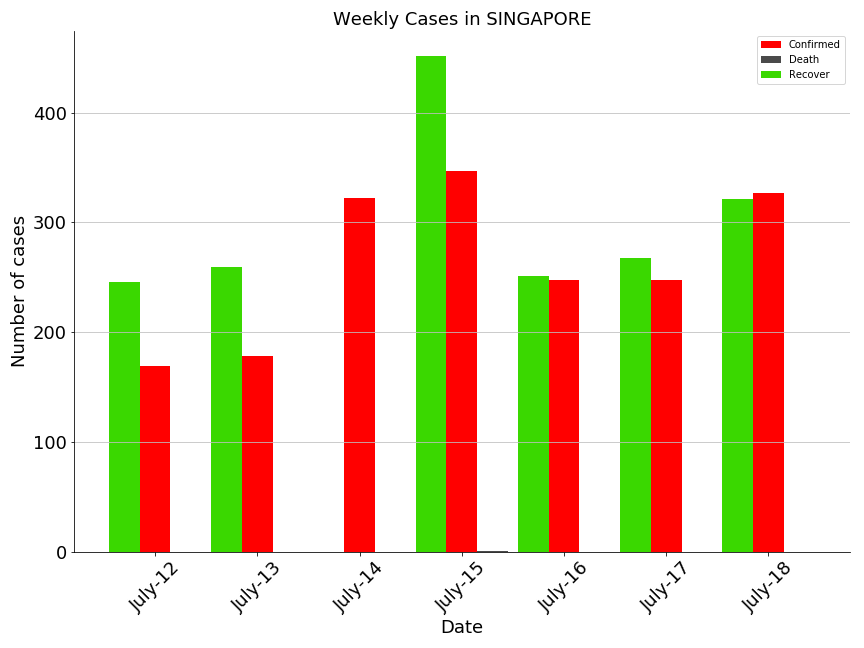 Weekly Cases in SINGAPORE
Confirmed
Death
Recover
Number of cases
400
300
200
100
0
July-12
July-13
July-14
July-15
July-16
July-17
July-18
Date